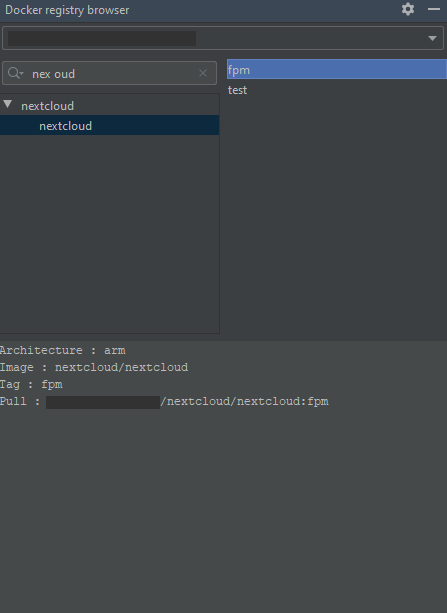 Docker registry browser
nex oud
fpm
test
nextcloud
nextcloud
Architecture : arm
Image : nextcloud/nextcloud
Tag : fpm
Pull : /nextcloud/nextcloud:fpm